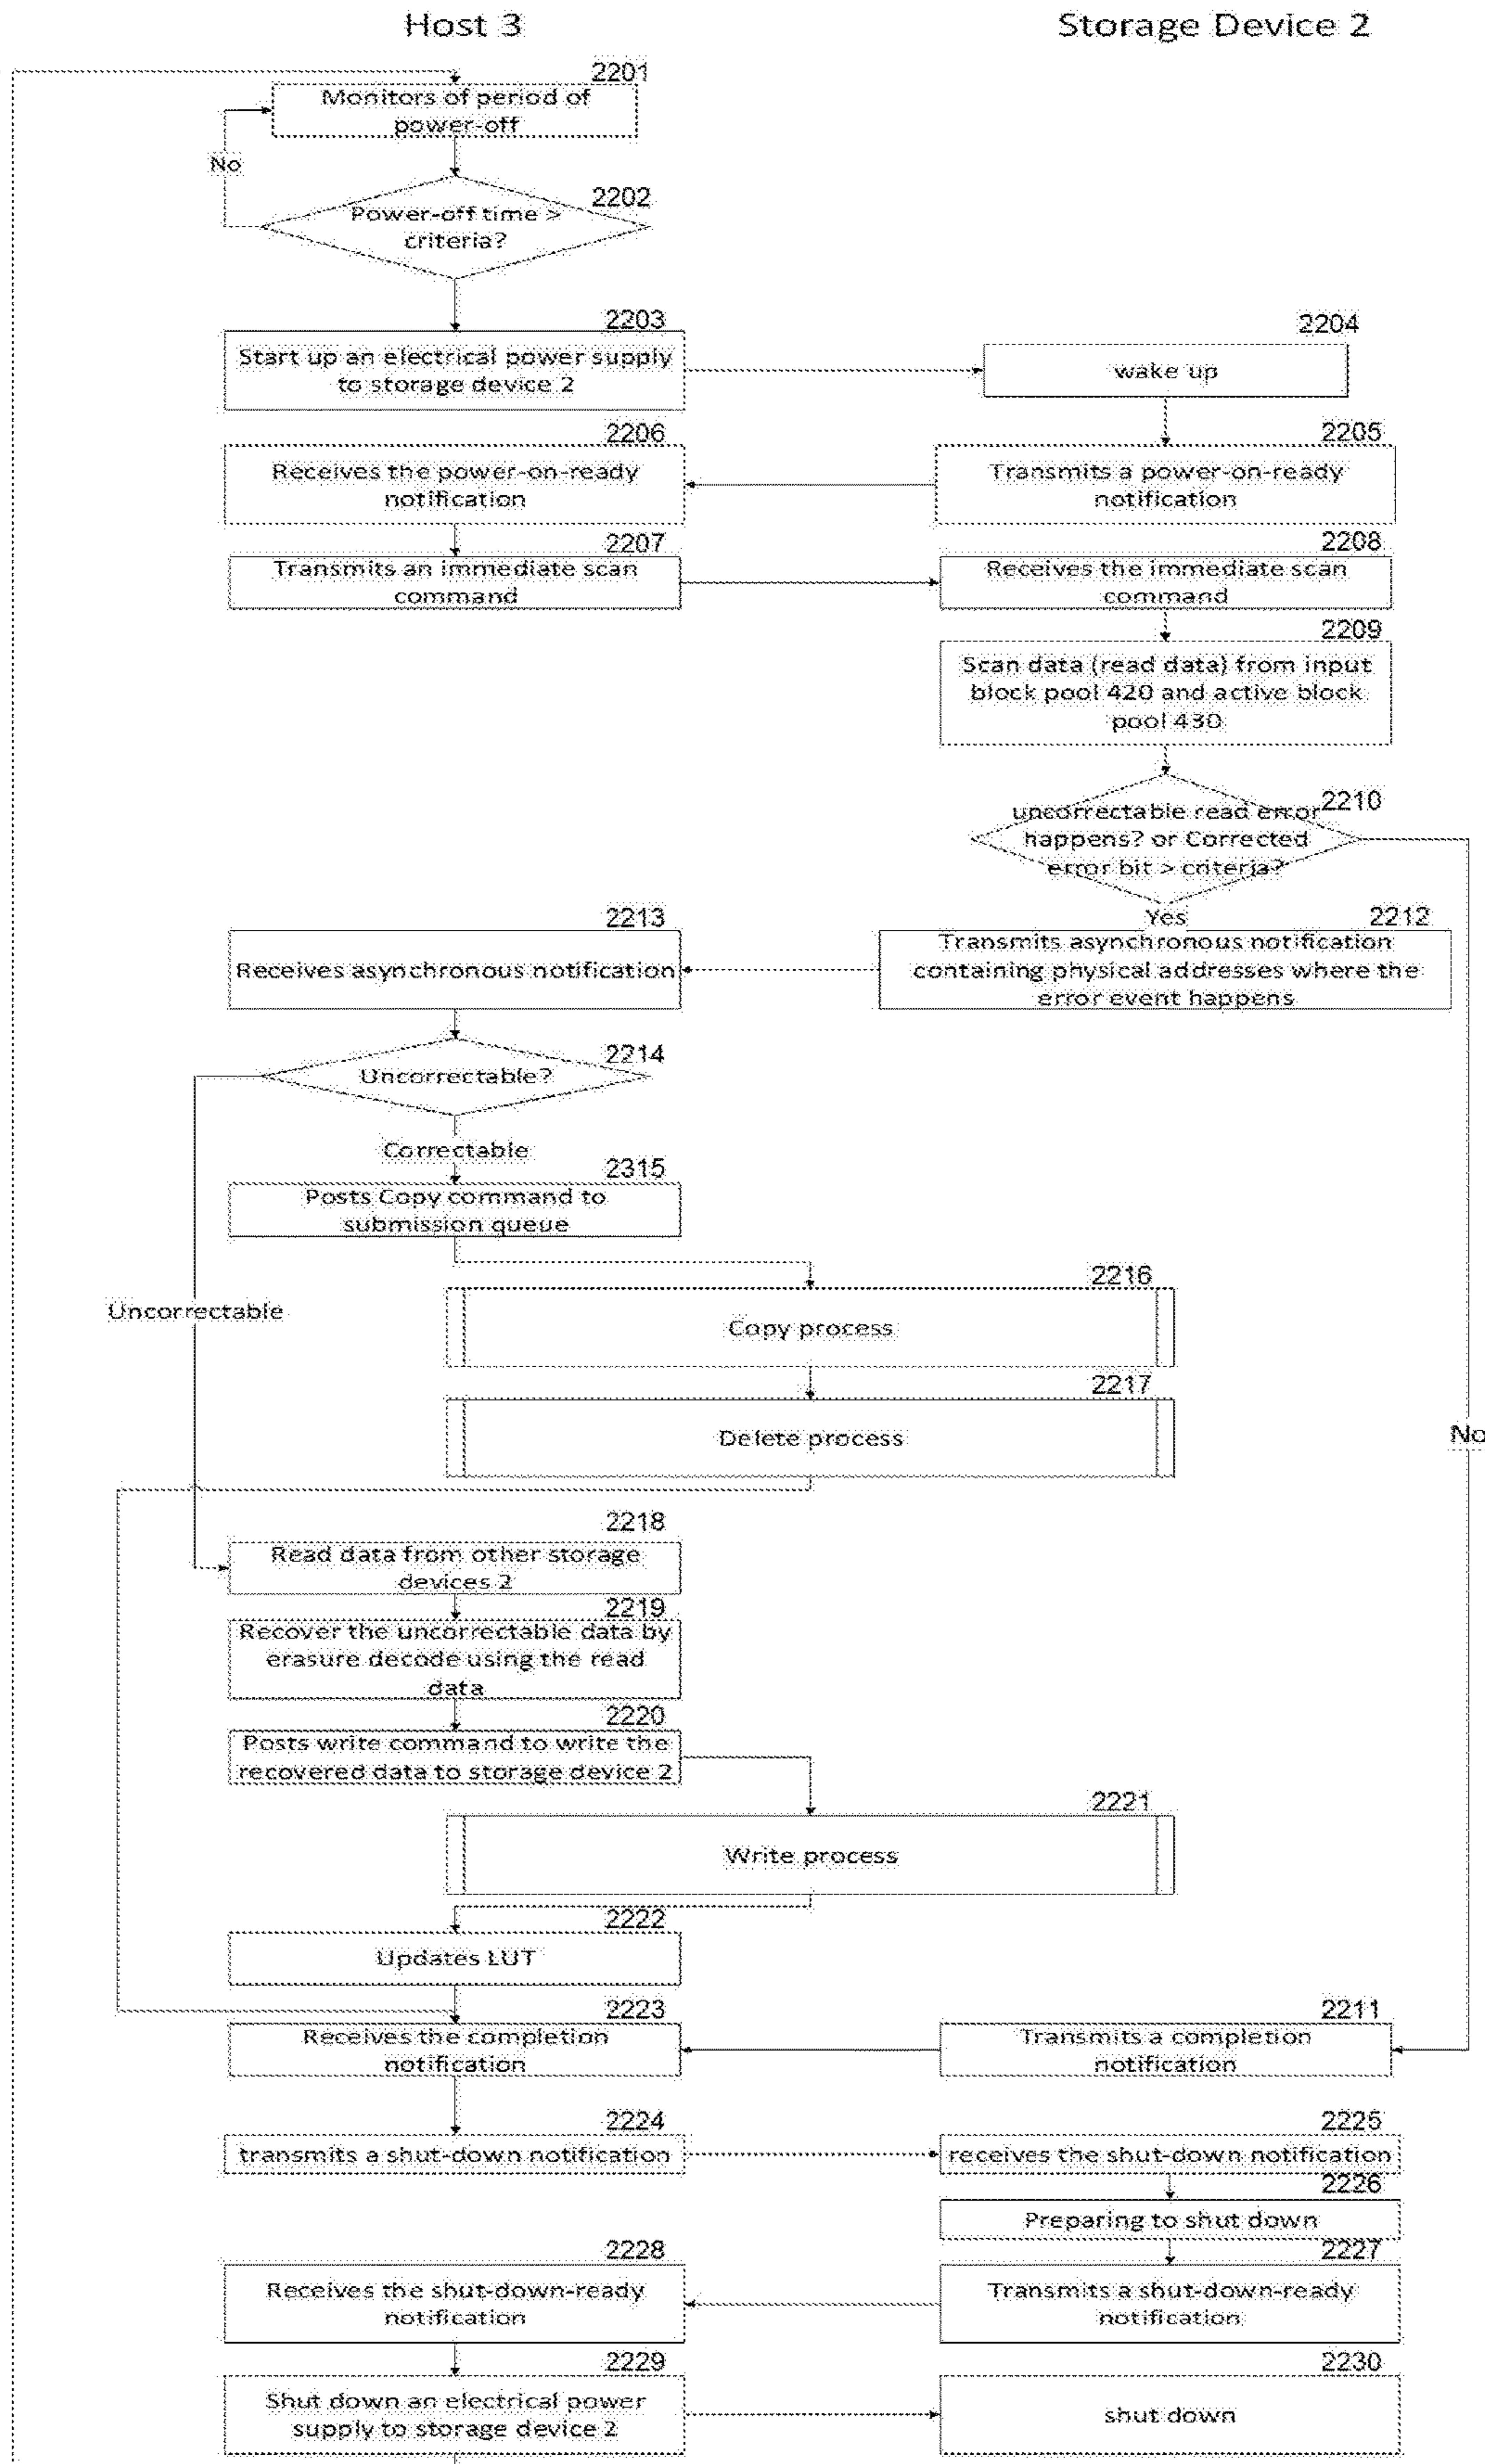 Host 3
Storage Device 2
2201
Monitors of period of
power-off
No
2202
Power-off time >
criteria?
2203
Start up an electrical power supply
to storage device 2
2204
wake up
2206
Receives the power-on-ready
notification
2205
Transmits a power-on-ready
notification
2207
Transmits an immediate scan
command
2208
Receives the immediate scan
command
2209
Scan data (read data) from input
block pool 420 and active block
pool 430
2210
uncorrectable read error
happens? or Corrected
error bit > criteria?
Yes
2213
Receives asynchronous notification
2212
Transmits asynchronous notification
containing physical addresses where the
error event happens
2214
Uncorrectable?
Correctable
2315
Posts Copy command to
submission queue
2216
Uncorrectable
Copy process
2217
Delete process
No
2218
Read data from other storage
devices 2
2219
Recover the uncorrectable data by
erasure decode using the read
data
2220
Posts write command to write the
recovered data to storage device 2
2221
Write process
2222
Updates LUT
2223
Receives the completion
notification
2211
Transmits a completion
notification
2224
transmits a shut-down notification
2225
receives the shut-down notification
2226
Preparing to shut down
2228
Receives the shut-down-ready
notification
2227
Transmits a shut-down-ready
notification
2229
Shut down an electrical power
supply to storage device 2
2230
shut down